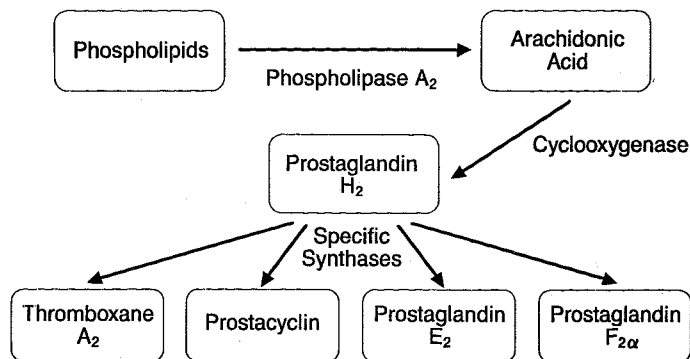 Phospholipids
Phospholipase A₂
Arachidonic
Acid
Cyclooxygenase
Prostaglandin
H₂
Specific
Synthases
Thromboxane
A₂
Prostacyclin
Prostaglandin
E₂
Prostaglandin
F₂α